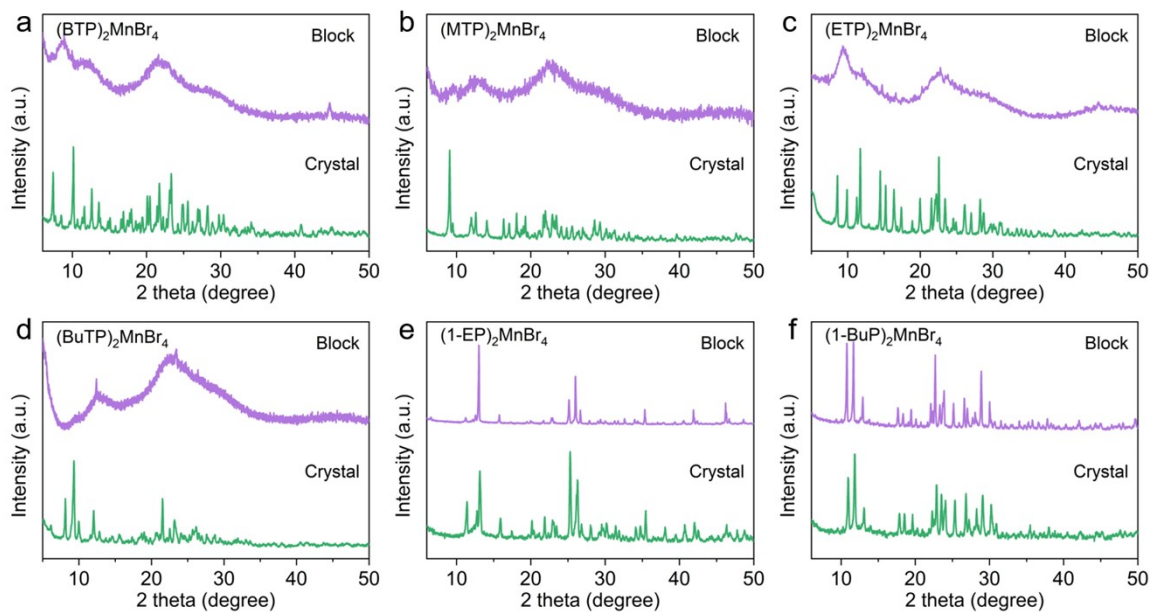 a
(BTP)₂MnBr₄
Block
Crystal
Intensity (a.u.)
10 20 30 40 50
2 theta (degree)
b
(MTP)₂MnBr₄
Block
Crystal
Intensity (a.u.)
10 20 30 40 50
2 theta (degree)
c
(ETP)₂MnBr₄
Block
Crystal
Intensity (a.u.)
10 20 30 40 50
2 theta (degree)
d
(BuTP)₂MnBr₄
Block
Crystal
Intensity (a.u.)
10 20 30 40 50
2 theta (degree)
e
(1-EP)₂MnBr₄
Block
Crystal
Intensity (a.u.)
10 20 30 40 50
2 theta (degree)
f
(1-BuP)₂MnBr₄
Block
Crystal
Intensity (a.u.)
10 20 30 40 50
2 theta (degree)